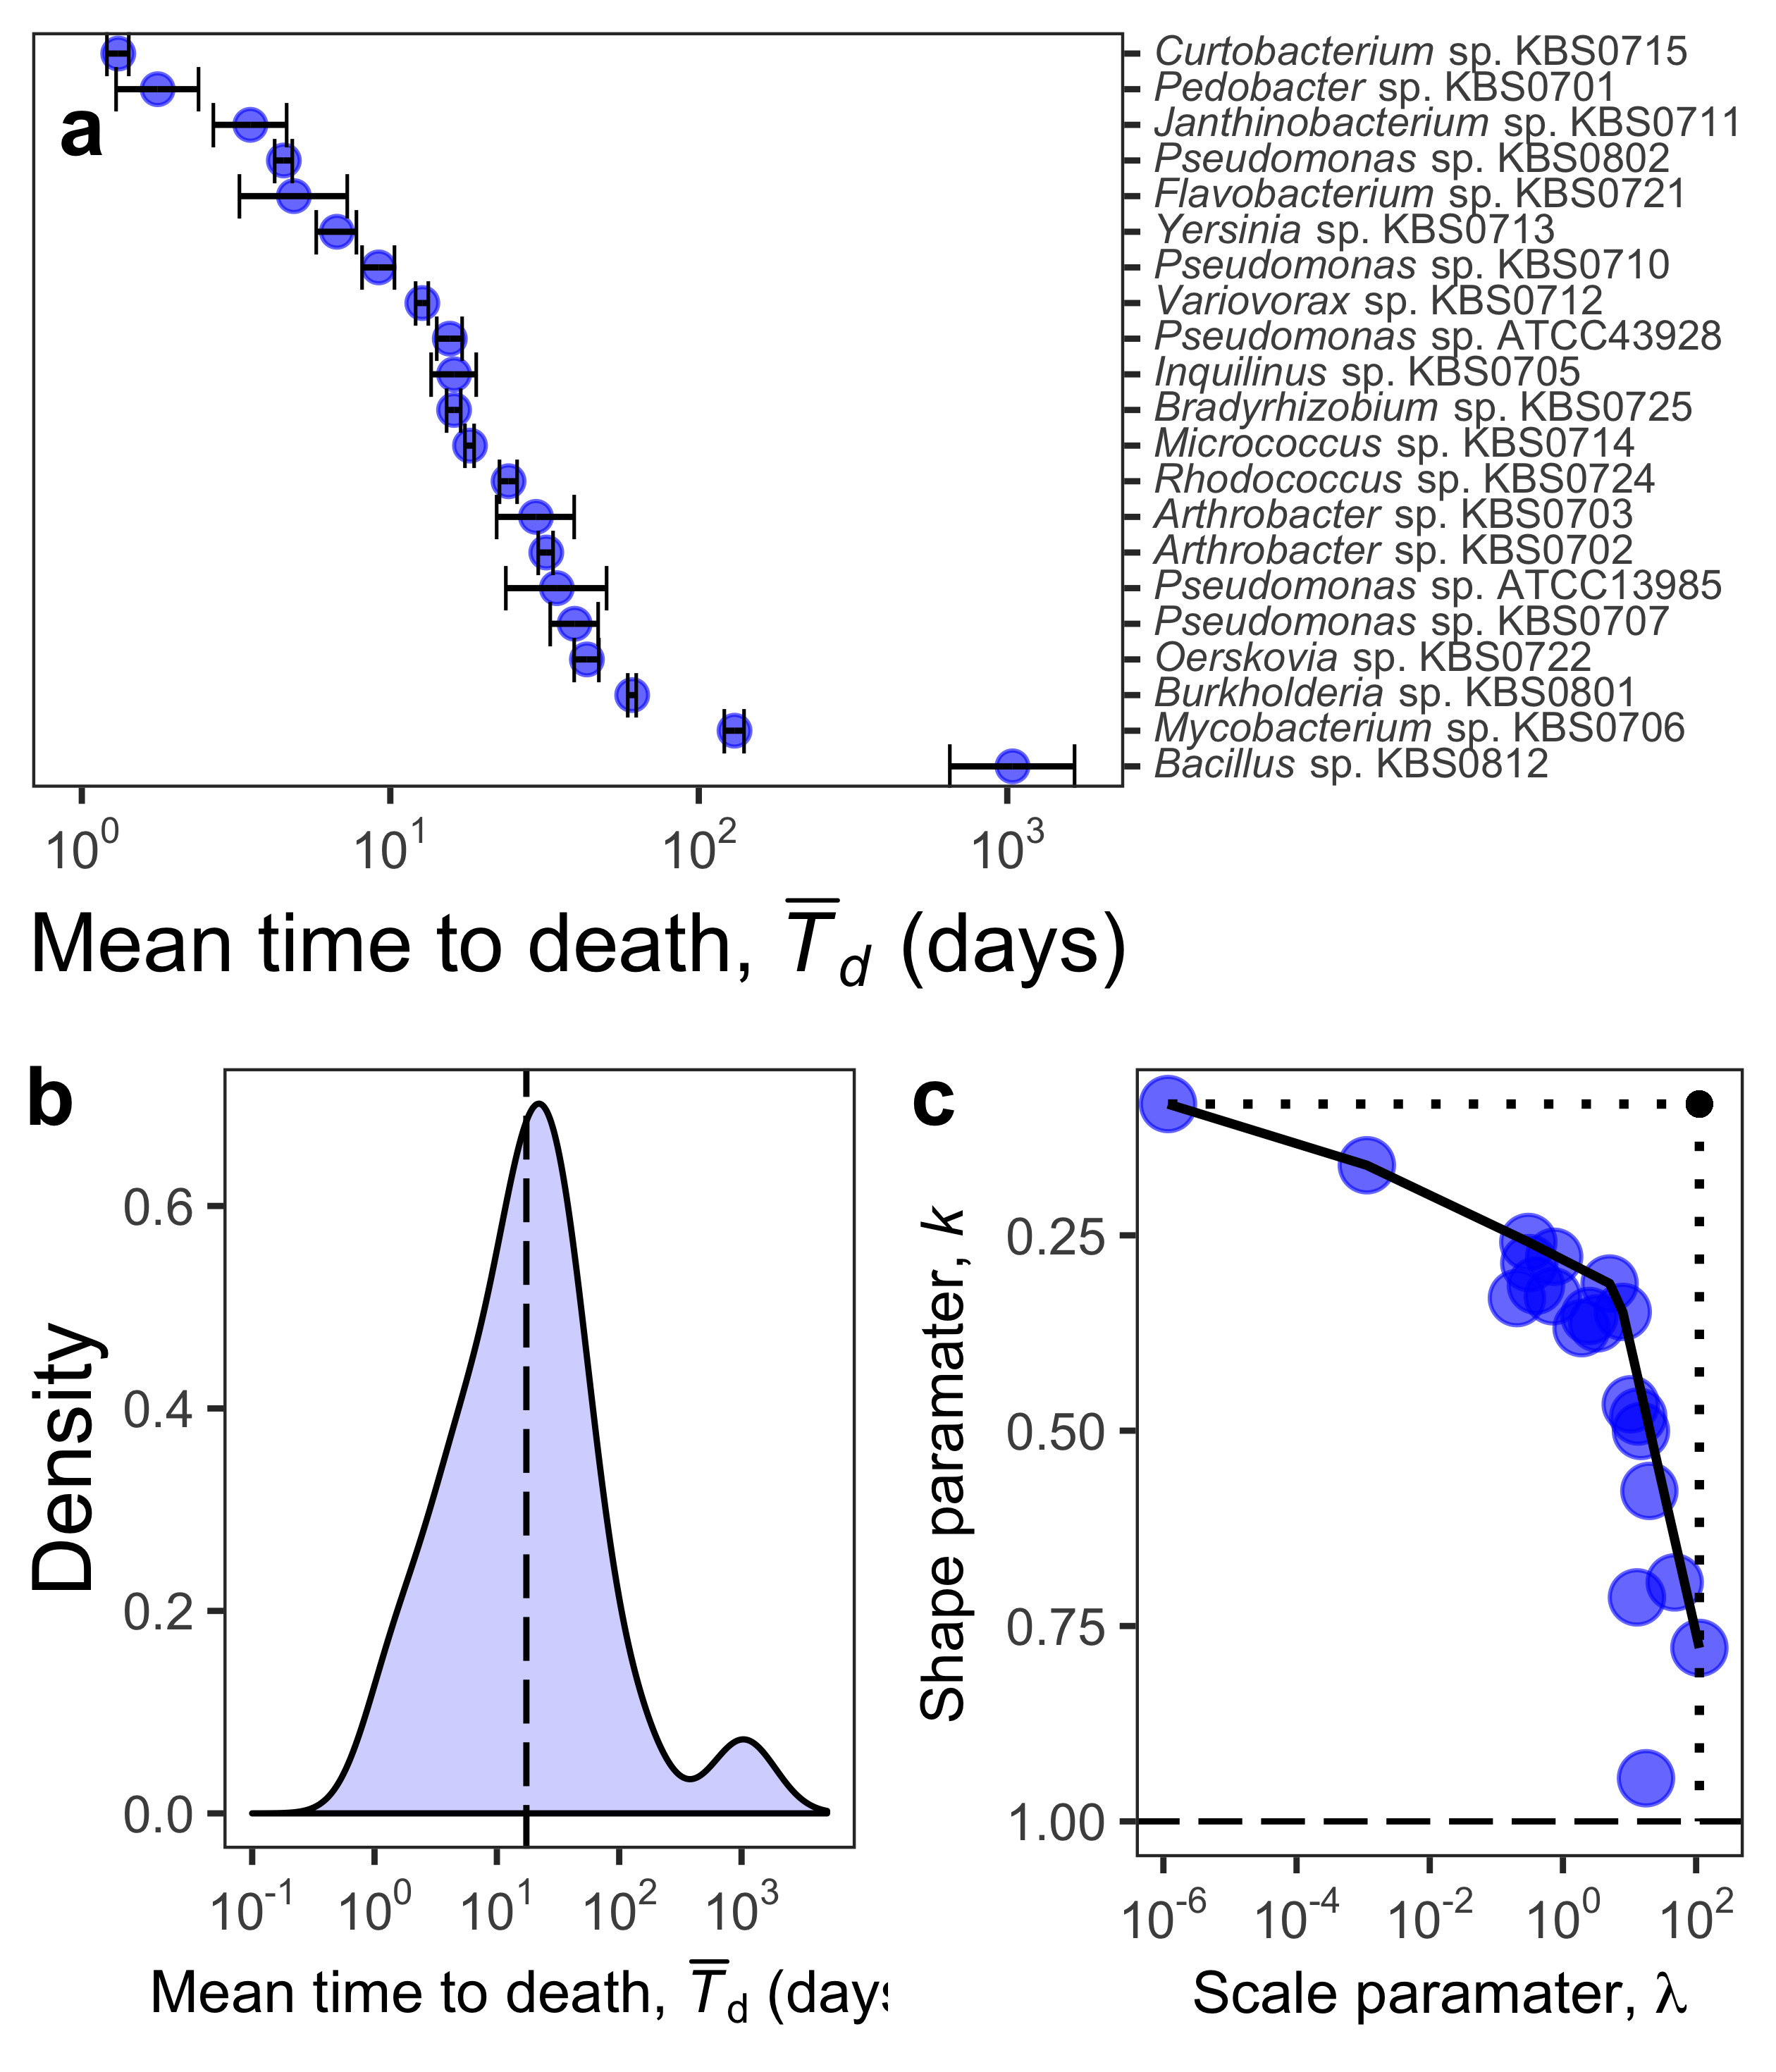 a
Curtobacterium sp. KBS0715
Pedobacter sp. KBS0701
Janthinobacterium sp. KBS0711
Pseudomonas sp. KBS0802
Flavobacterium sp. KBS0721
Yersinia sp. KBS0713
Pseudomonas sp. KBS0710
Variovorax sp. KBS0712
Pseudomonas sp. ATCC43928
Inquilinus sp. KBS0705
Bradyrhizobium sp. KBS0725
Micrococcus sp. KBS0714
Rhodococcus sp. KBS0724
Arthrobacter sp. KBS0703
Arthrobacter sp. KBS0702
Pseudomonas sp. ATCC13985
Pseudomonas sp. KBS0707
Oerskovia sp. KBS0722
Burkholderia sp. KBS0801
Mycobacterium sp. KBS0706
Bacillus sp. KBS0812
10^0 10^1 10^2 10^3
Mean time to death, T̅_d (days)
b
Density
0.6
0.4
0.2
0.0
10^-1 10^0 10^1 10^2 10^3
Mean time to death, T̅_d (days
c
Shape paramater, k
0.25
0.50
0.75
1.00
10^-6 10^-4 10^-2 10^0 10^2
Scale paramater, λ